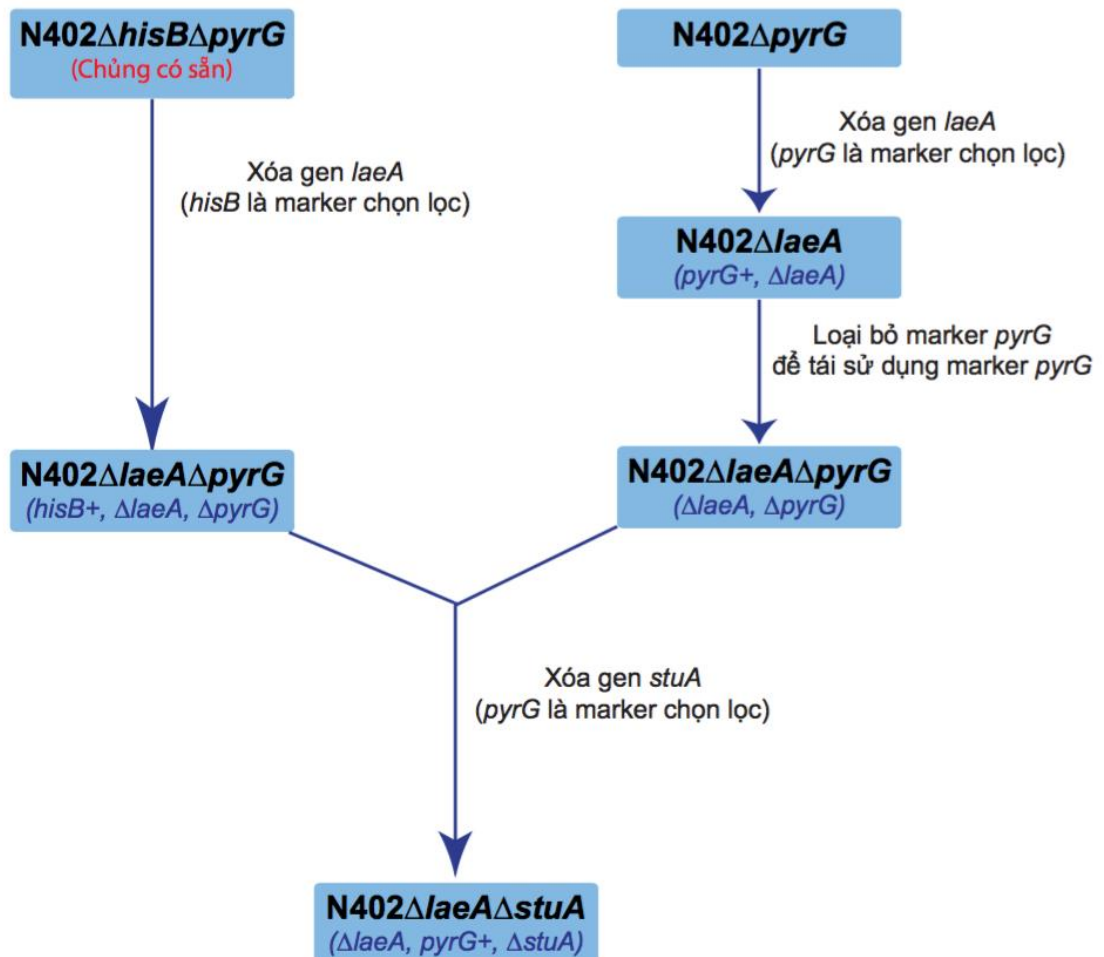 N402ΔhisBΔpyrG
(Chủng có sẵn)
N402ΔpyrG
Xóa gen laeA
(pyrG là marker chọn lọc)
Xóa gen laeA
(hisB là marker chọn lọc)
N402ΔlaeA
(pyrG+, ΔlaeA)
Loại bỏ marker pyrG
để tái sử dụng marker pyrG
N402ΔlaeAΔpyrG
(hisB+, ΔlaeA, ΔpyrG)
N402ΔlaeAΔpyrG
(ΔlaeA, ΔpyrG)
Xóa gen stuA
(pyrG là marker chọn lọc)
N402ΔlaeAΔstuA
(ΔlaeA, pyrG+, ΔstuA)